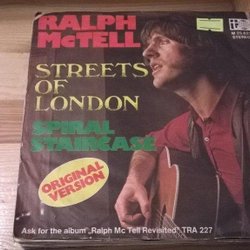 RALPH
McTELL
STREETS
OF
LONDON
SPIRAL
STAIRCASE
ORIGINAL
VERSION
STEREO
Ask for the album „Ralph Mc Tell Revisited" TRA 227